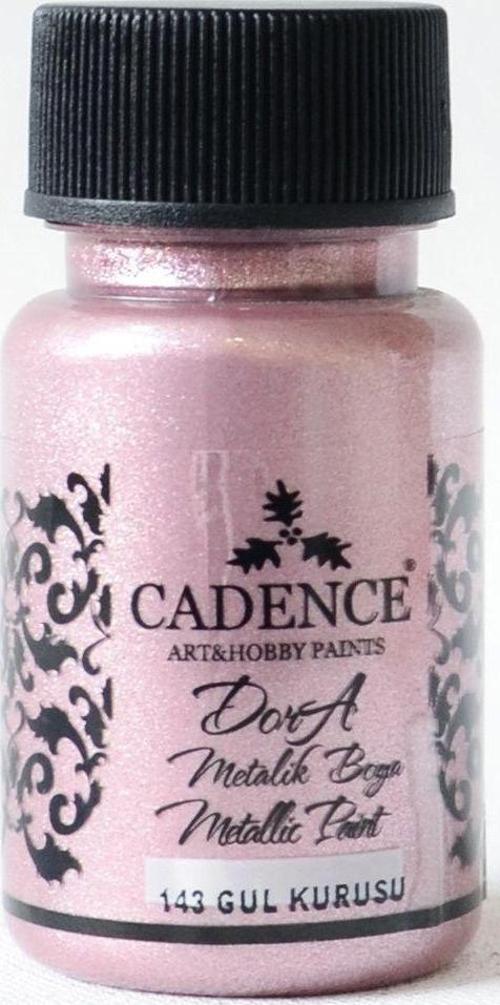 CADENCE®
ART&HOBBY PAINTS
DorA
Metalik Boya
Metallic Paint
143 GUL KURUSU